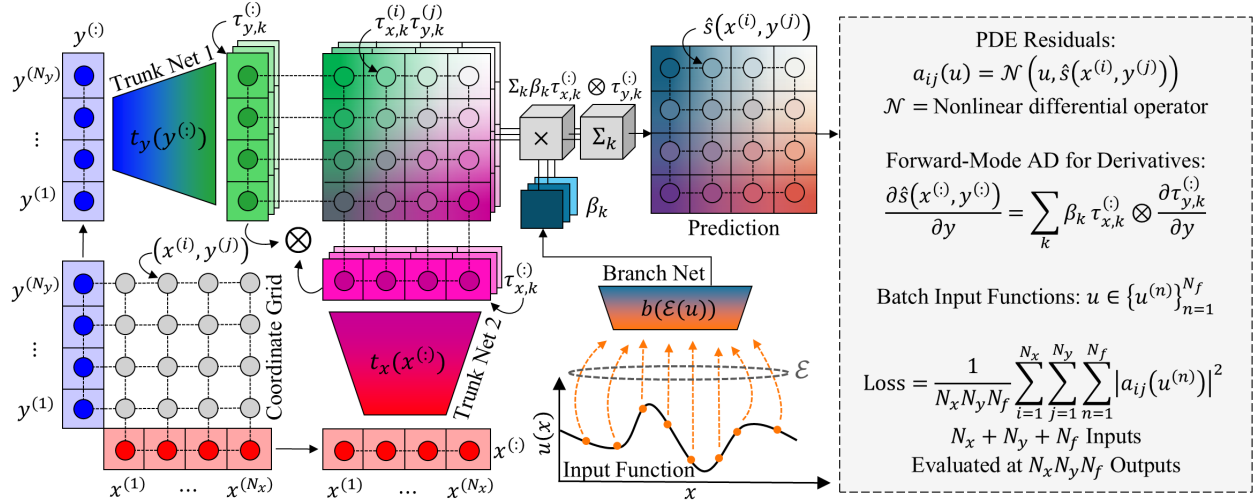 y^{(:)}
τ_{y,k}^{(:)}
y^{(N_y)}
⋮
y^{(1)}
Trunk Net 1
t_y(y^{(:)})
τ_{x,k}^{(i)} τ_{y,k}^{(j)}
Σ_k β_k τ_{x,k}^{(:)} ⊗ τ_{y,k}^{(:)}
×
Σ_k
β_k
ŝ(x^{(i)}, y^{(j)})
Prediction
⊗
(x^{(i)}, y^{(j)})
y^{(N_y)}
⋮
y^{(1)}
Coordinate Grid
x^{(1)} ... x^{(N_x)}
τ_{x,k}^{(:)}
t_x(x^{(:)})
Trunk Net 2
x^{(:)}
x^{(1)} ... x^{(N_x)}
Branch Net
b(ℰ(u))
ℰ
u(x)
Input Function
x
PDE Residuals:
a_{ij}(u) = 𝒩(u, ŝ(x^{(i)}, y^{(j)}))
𝒩 = Nonlinear differential operator
Forward-Mode AD for Derivatives:
∂ŝ(x^{(:)}, y^{(:)})/∂y = ∑_k β_k τ_{x,k}^{(:)} ⊗ ∂τ_{y,k}^{(:)}/∂y
Batch Input Functions: u ∈ {u^{(n)}}_{n=1}^{N_f}
Loss = 1/(N_x N_y N_f) ∑_{i=1}^{N_x} ∑_{j=1}^{N_y} ∑_{n=1}^{N_f} |a_{ij}(u^{(n)})|^2
N_x + N_y + N_f Inputs
Evaluated at N_x N_y N_f Outputs